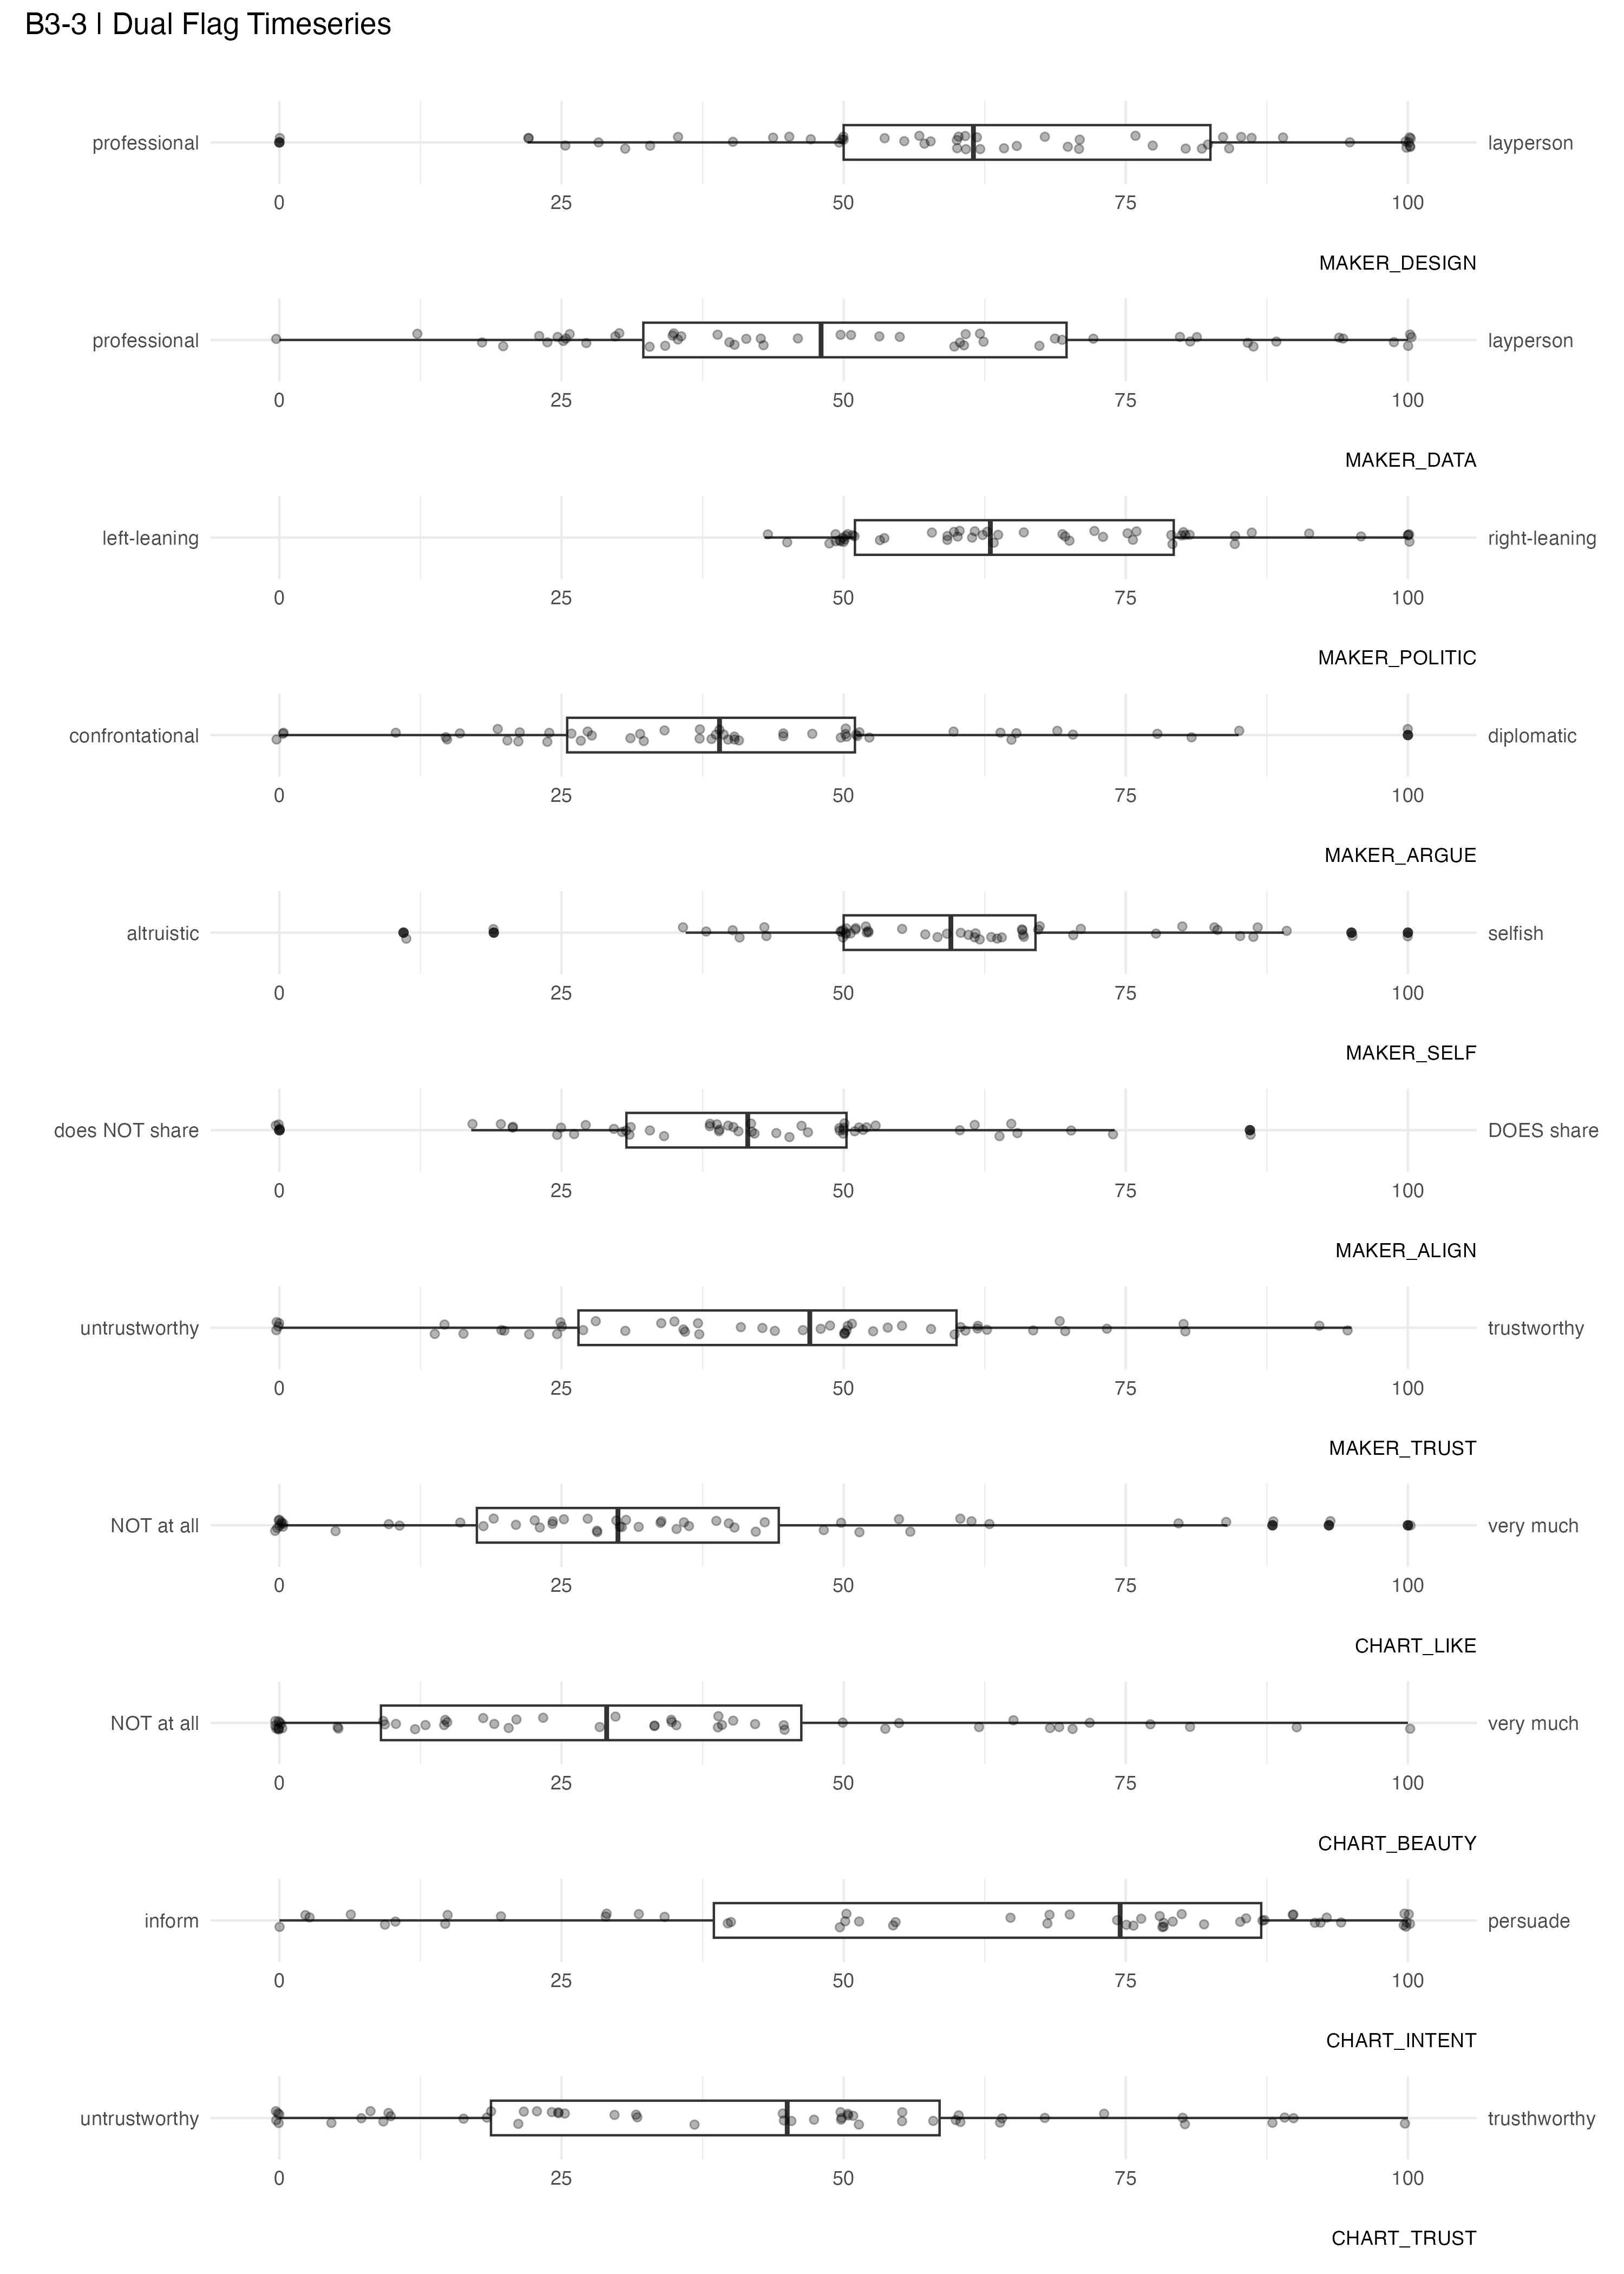 B3-3 | Dual Flag Timeseries
professional layperson
0 25 50 75 100
MAKER_DESIGN
professional layperson
0 25 50 75 100
MAKER_DATA
left-leaning right-leaning
0 25 50 75 100
MAKER_POLITIC
confrontational diplomatic
0 25 50 75 100
MAKER_ARGUE
altruistic selfish
0 25 50 75 100
MAKER_SELF
does NOT share DOES share
0 25 50 75 100
MAKER_ALIGN
untrustworthy trustworthy
0 25 50 75 100
MAKER_TRUST
NOT at all very much
0 25 50 75 100
CHART_LIKE
NOT at all very much
0 25 50 75 100
CHART_BEAUTY
inform persuade
0 25 50 75 100
CHART_INTENT
untrustworthy trusthworthy
0 25 50 75 100
CHART_TRUST